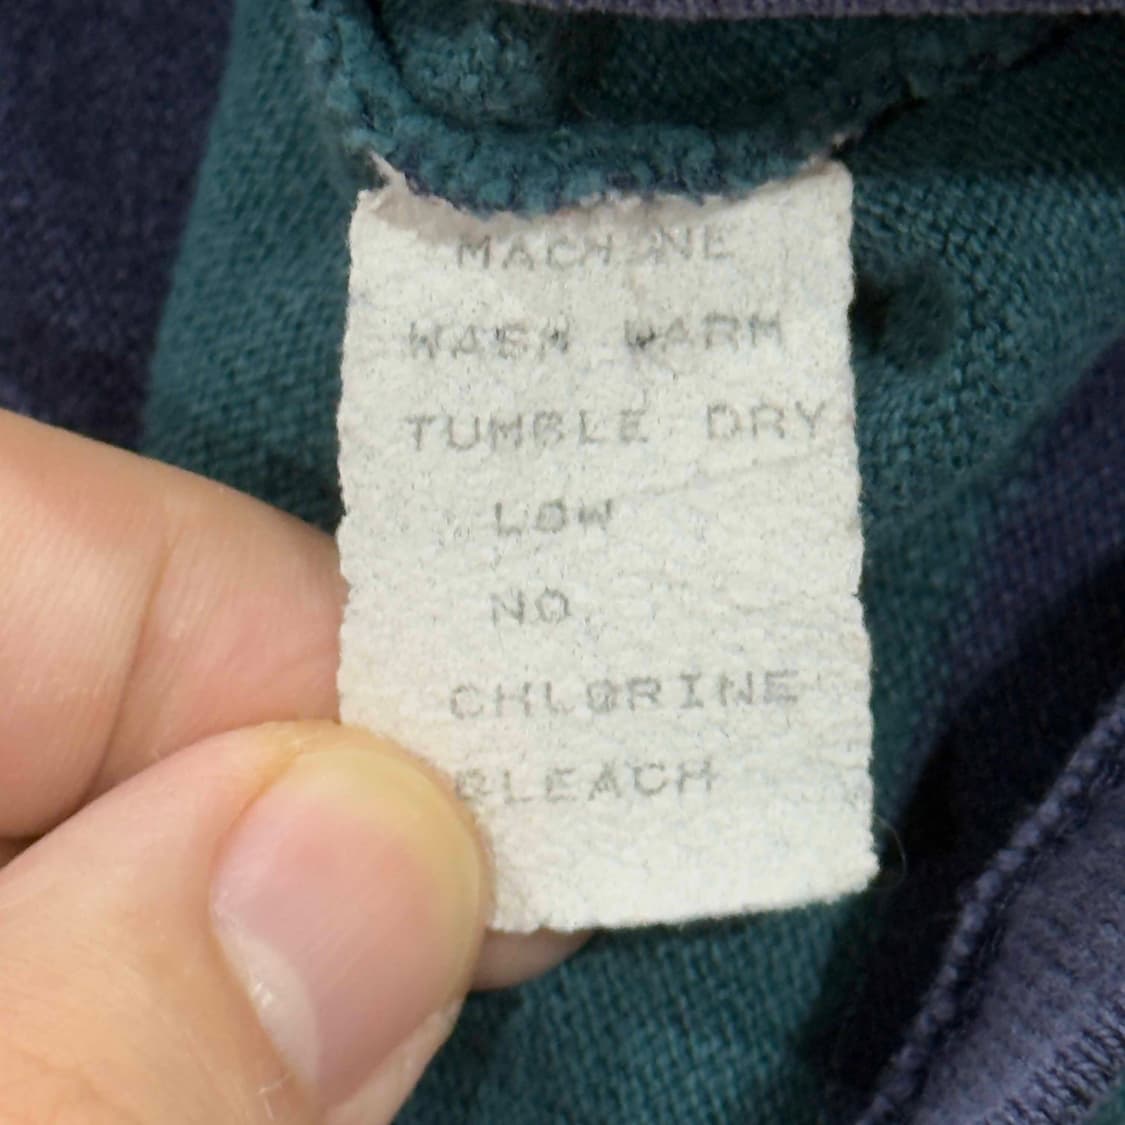 MACHINE
WASH WARM
TUMBLE DRY
LOW
NO
CHLORINE
BLEACH